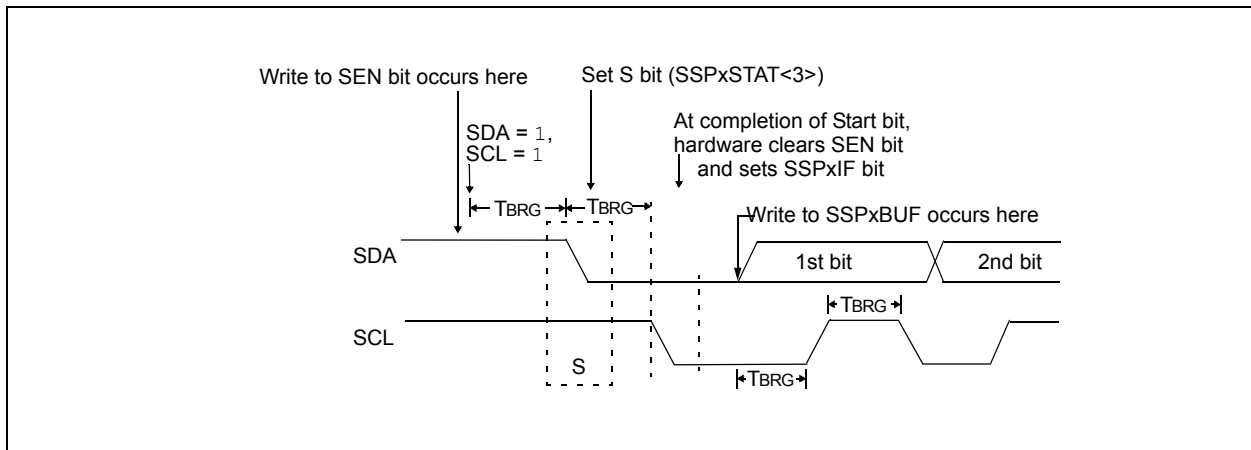 Write to SEN bit occurs here
Set S bit (SSPxSTAT<3>)
SDA = 1,
SCL = 1
At completion of Start bit,
hardware clears SEN bit
and sets SSPxIF bit
TBRG
TBRG
Write to SSPxBUF occurs here
SDA
1st bit
2nd bit
TBRG
SCL
S
TBRG